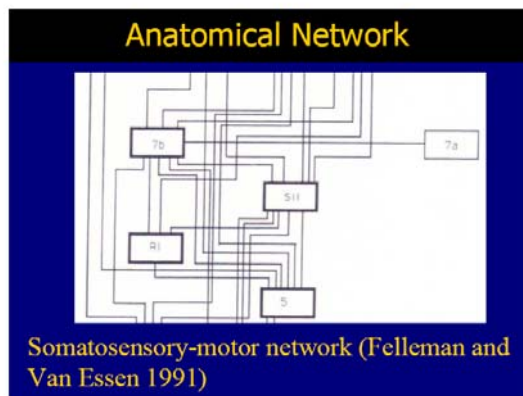 Anatomical Network
7b
7a
SII
RI
5
Somatosensory-motor network (Felleman and
Van Essen 1991)